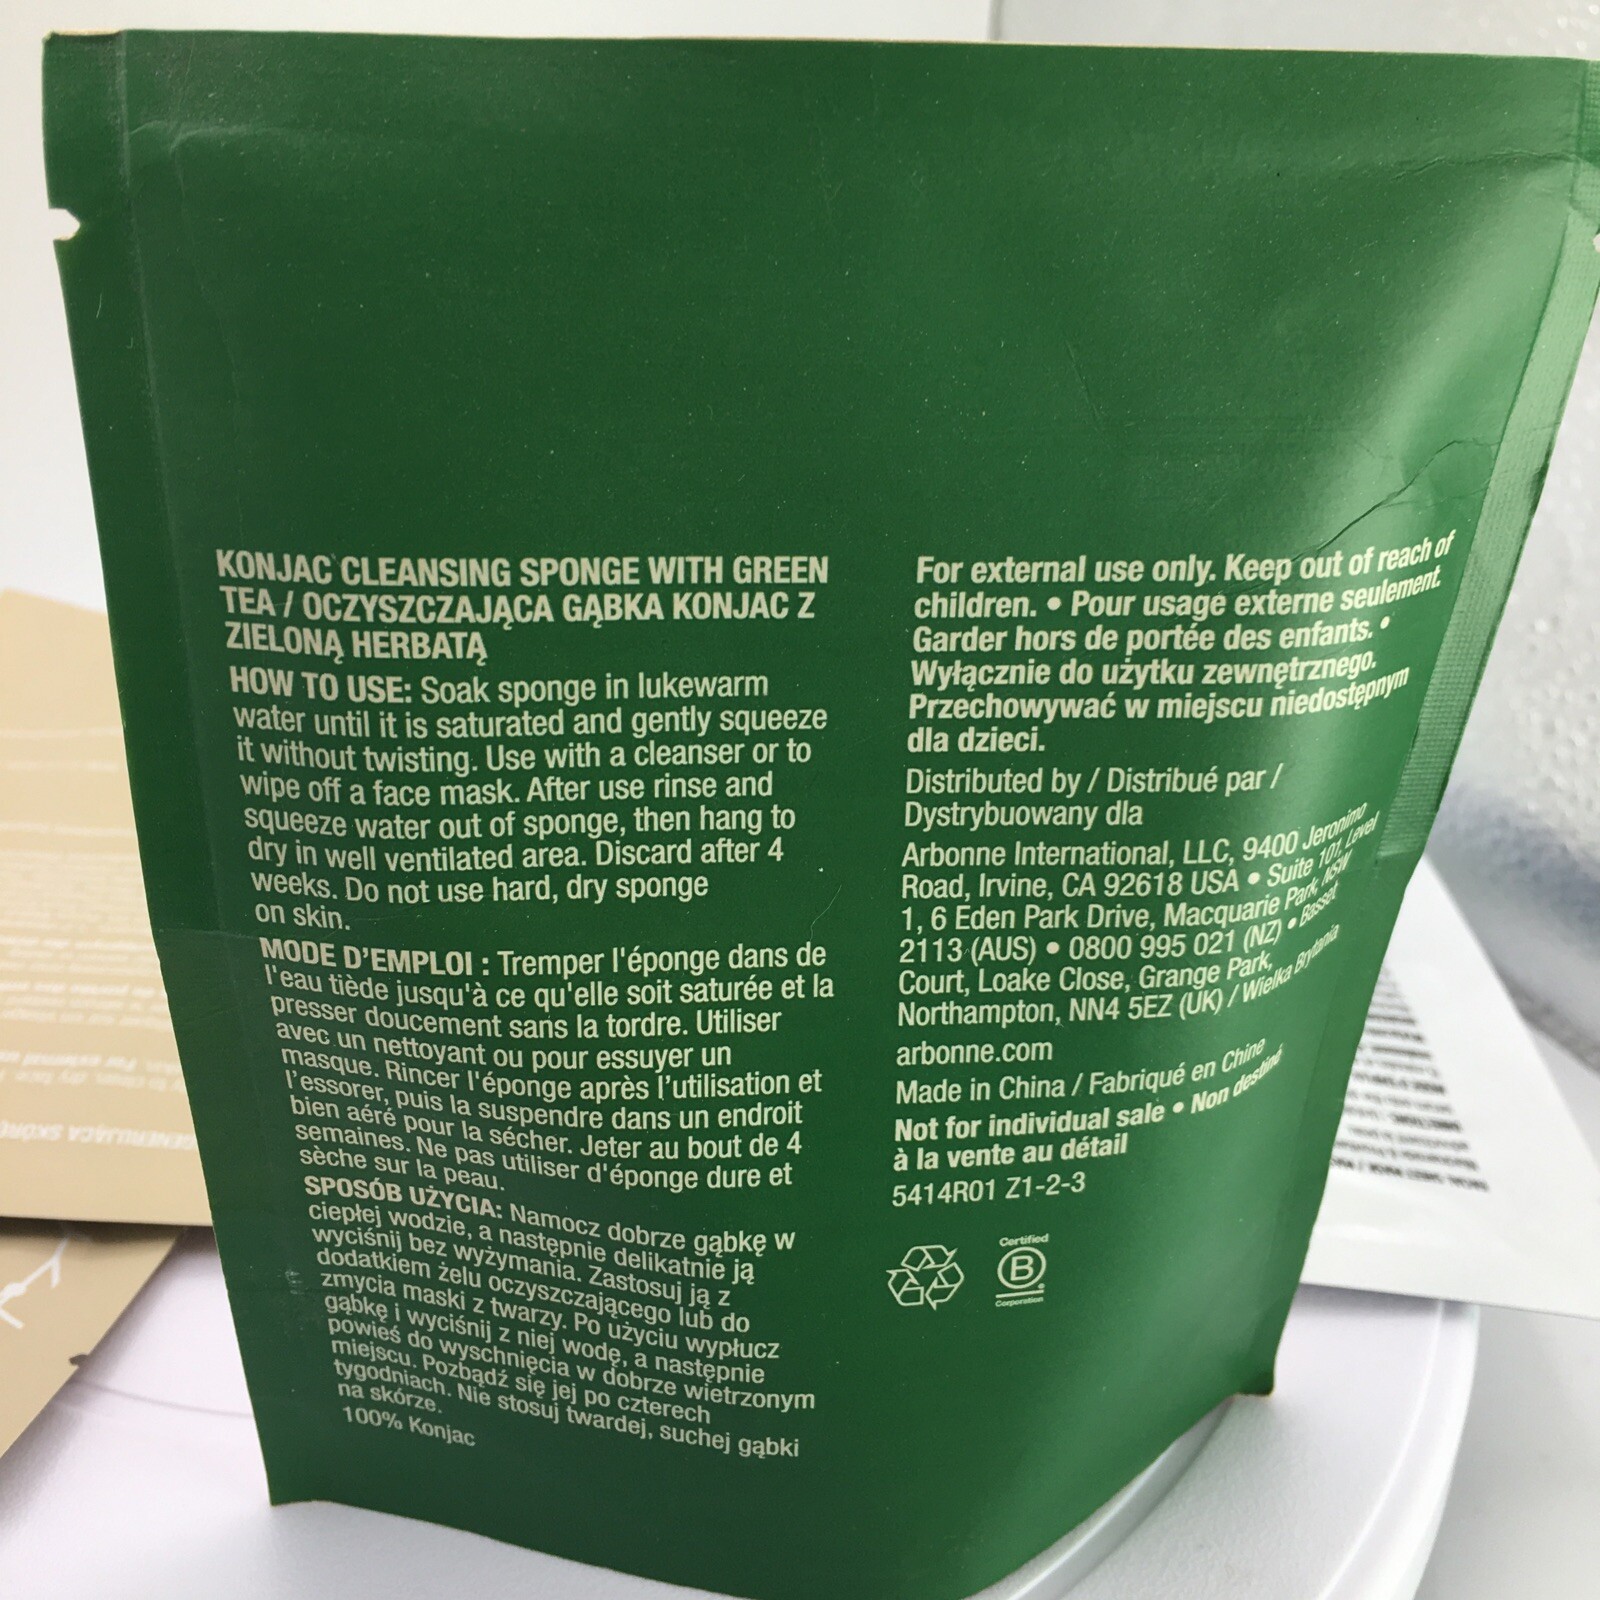 KONJAC CLEANSING SPONGE WITH GREEN
TEA / OCZYSZCZAJĄCA GĄBKA KONJAC Z
ZIELONĄ HERBATĄ
HOW TO USE: Soak sponge in lukewarm
water until it is saturated and gently squeeze
it without twisting. Use with a cleanser or to
wipe off a face mask. After use rinse and
squeeze water out of sponge, then hang to
dry in well ventilated area. Discard after 4
weeks. Do not use hard, dry sponge
on skin.
MODE D'EMPLOI : Tremper l'éponge dans de
l'eau tiède jusqu'à ce qu'elle soit saturée et la
presser doucement sans la tordre. Utiliser
avec un nettoyant ou pour essuyer un
masque. Rincer l'éponge après l'utilisation et
l'essorer, puis la suspendre dans un endroit
bien aéré pour la sécher. Jeter au bout de 4
semaines. Ne pas utiliser d'éponge dure et
sèche sur la peau.
SPOSÓB UŻYCIA: Namocz dobrze gąbkę w
ciepłej wodzie, a następnie delikatnie ją
wyciśnij bez wyżymania. Zastosuj ją z
dodatkiem żelu oczyszczającego lub do
zmycia maski z twarzy. Po użyciu wypłucz
gąbkę i wyciśnij z niej wodę, a następnie
powieś do wyschnięcia w dobrze wietrzonym
miejscu. Pozbądź się jej po czterech
tygodniach. Nie stosuj twardej, suchej gąbki
na skórze.
100% Konjac
For external use only. Keep out of reach of
children. • Pour usage externe seulement.
Garder hors de portée des enfants. •
Wyłącznie do użytku zewnętrznego.
Przechowywać w miejscu niedostępnym
dla dzieci.
Distributed by / Distribué par /
Dystrybuowany dla
Arbonne International, LLC, 9400 Jeronimo
Road, Irvine, CA 92618 USA • Suite 101, Level
1, 6 Eden Park Drive, Macquarie Park, NSW
2113 (AUS) • 0800 995 021 (NZ) • Basset
Court, Loake Close, Grange Park,
Northampton, NN4 5EZ (UK) / Wielka Brytania
arbonne.com
Made in China / Fabriqué en Chine
Not for individual sale • Non destiné
à la vente au détail
5414R01 Z1-2-3
Certified
B
Corporation